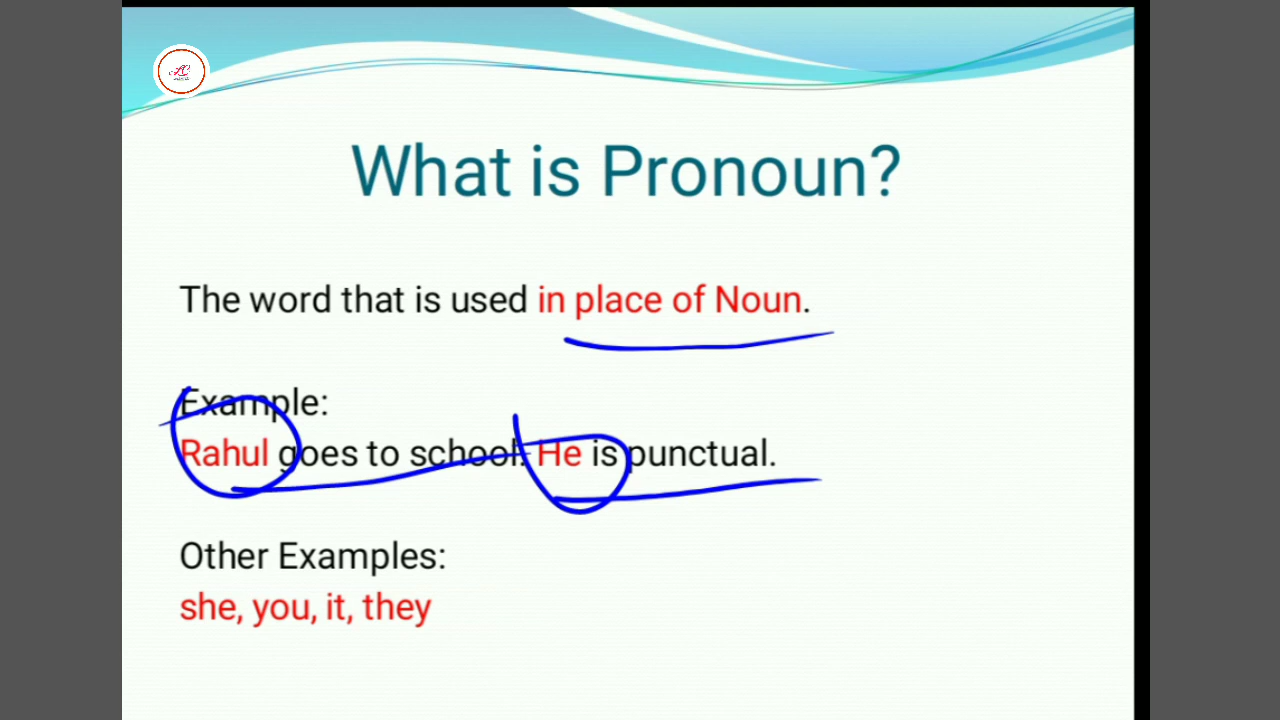 What is Pronoun?
The word that is used in place of Noun.
Example:
Rahul goes to school. He is punctual.
Other Examples:
she, you, it, they